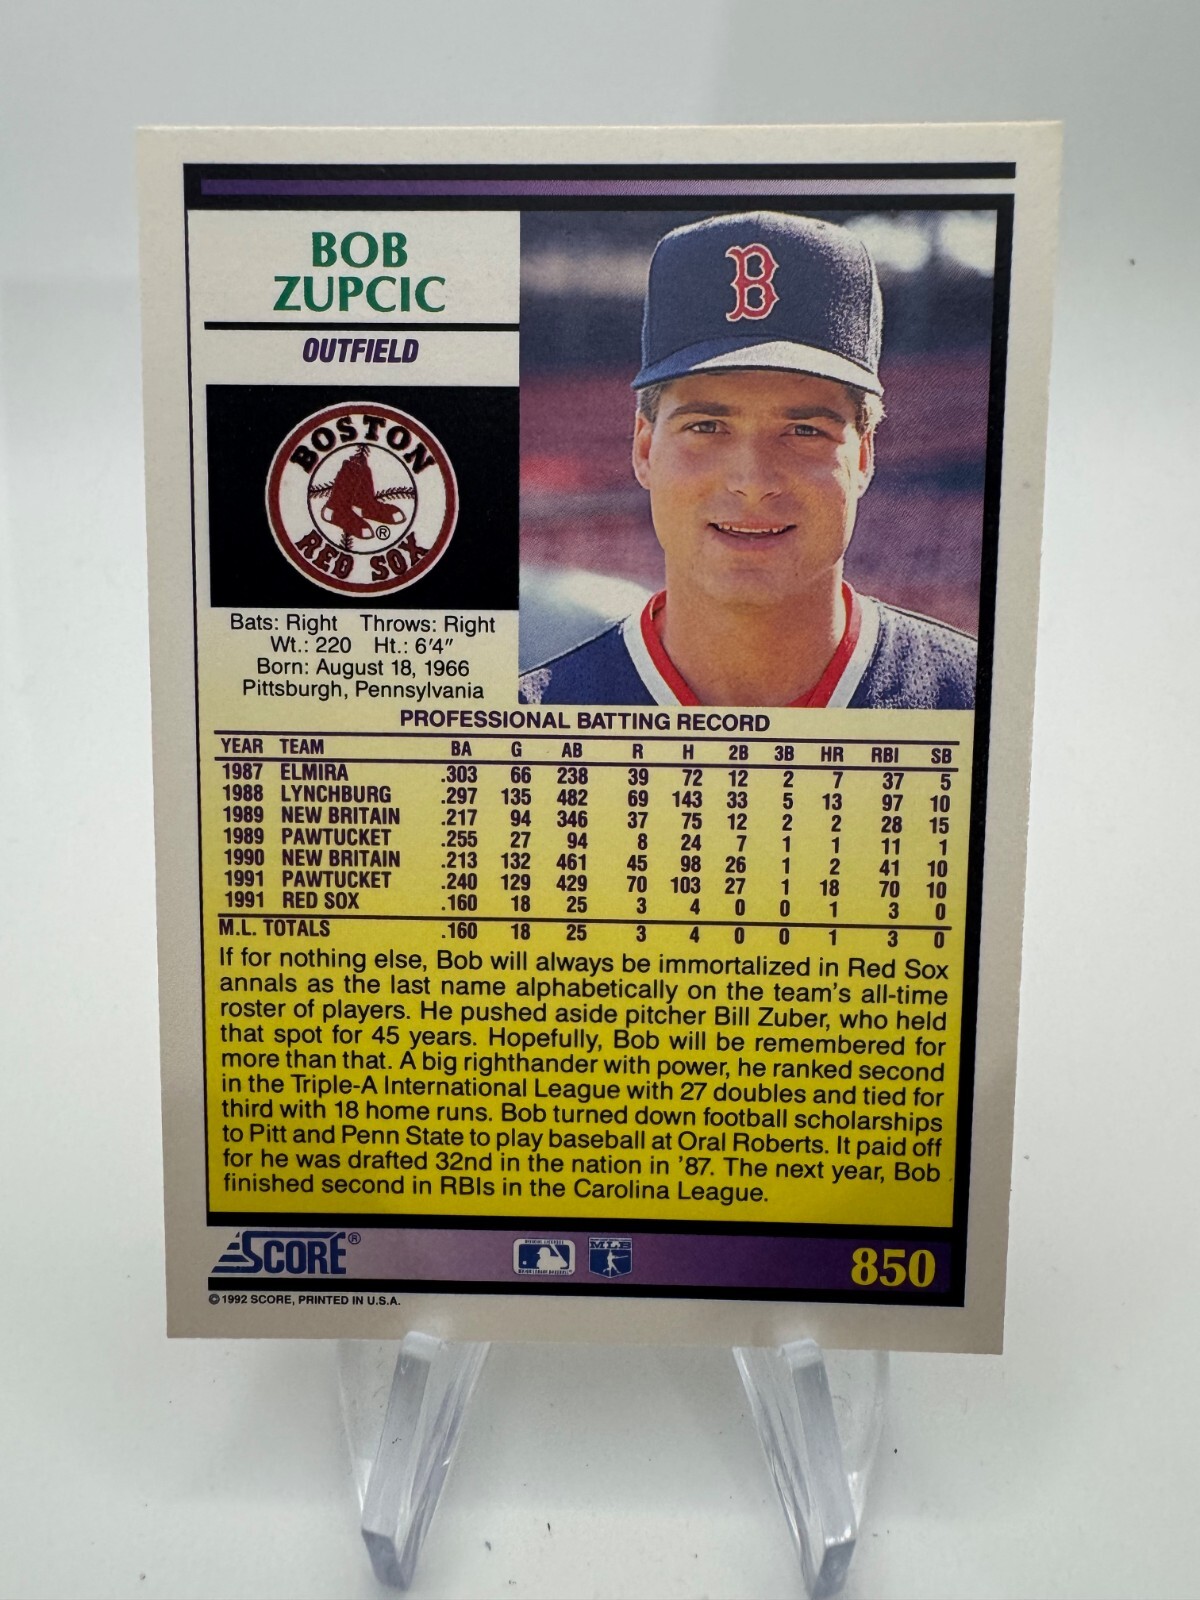 BOB
ZUPCIC
OUTFIELD
B
BOSTON
RED SOX ®
Bats: Right Throws: Right
Wt.: 220 Ht.: 6'4"
Born: August 18, 1966
Pittsburgh, Pennsylvania
PROFESSIONAL BATTING RECORD
YEAR TEAM BA G AB R H 2B 3B HR RBI SB
1987 ELMIRA .303 66 238 39 72 12 2 7 37 5
1988 LYNCHBURG .297 135 482 69 143 33 5 13 97 10
1989 NEW BRITAIN .217 94 346 37 75 12 2 2 28 15
1989 PAWTUCKET .255 27 94 8 24 7 1 1 11 1
1990 NEW BRITAIN .213 132 461 45 98 26 1 2 41 10
1991 PAWTUCKET .240 129 429 70 103 27 1 18 70 10
1991 RED SOX .160 18 25 3 4 0 0 1 3 0
M.L. TOTALS .160 18 25 3 4 0 0 1 3 0
If for nothing else, Bob will always be immortalized in Red Sox
annals as the last name alphabetically on the team's all-time
roster of players. He pushed aside pitcher Bill Zuber, who held
that spot for 45 years. Hopefully, Bob will be remembered for
more than that. A big righthander with power, he ranked second
in the Triple-A International League with 27 doubles and tied for
third with 18 home runs. Bob turned down football scholarships
to Pitt and Penn State to play baseball at Oral Roberts. It paid off
for he was drafted 32nd in the nation in '87. The next year, Bob
finished second in RBIs in the Carolina League.
SCORE® MLB 850
© 1992 SCORE, PRINTED IN U.S.A.